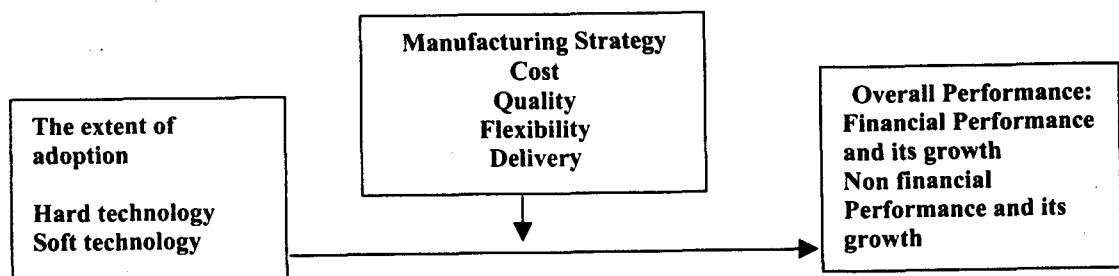 Manufacturing Strategy
Cost
Quality
Flexibility
Delivery
The extent of
adoption
Hard technology
Soft technology
Overall Performance:
Financial Performance
and its growth
Non financial
Performance and its
growth